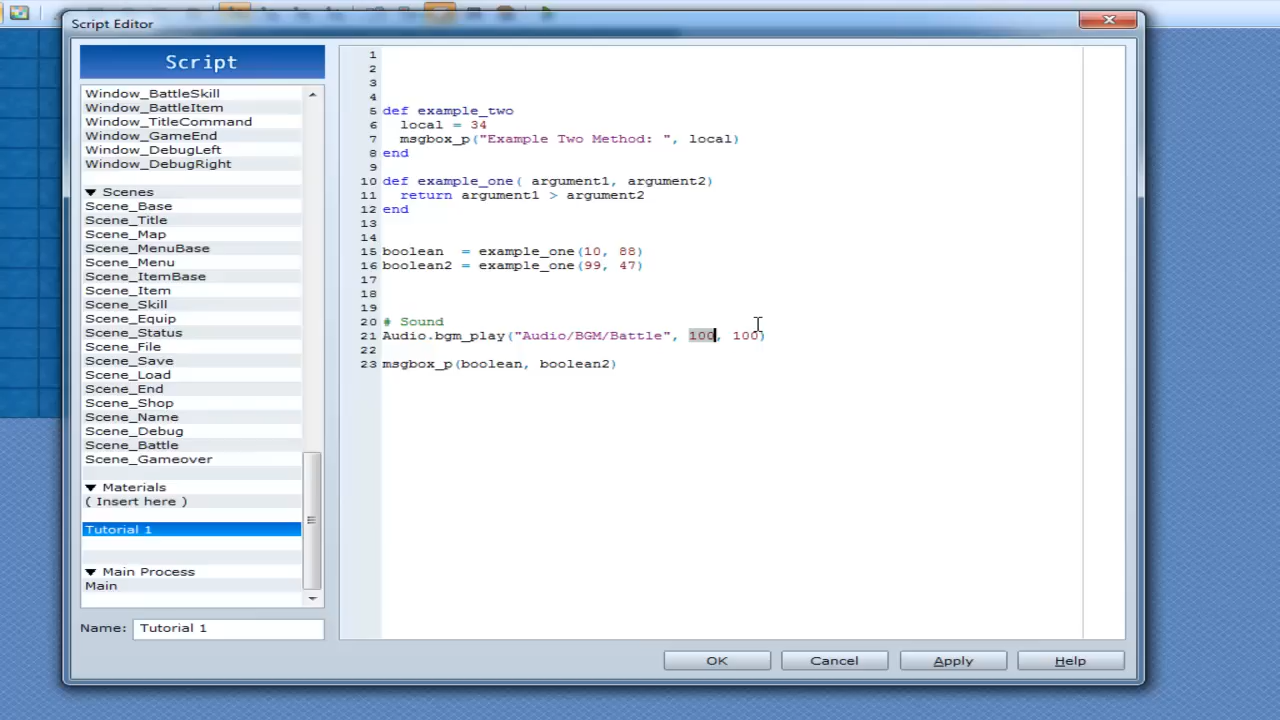 Script Editor
Script
Window_BattleSkill
Window_BattleItem
Window_TitleCommand
Window_GameEnd
Window_DebugLeft
Window_DebugRight
▼ Scenes
Scene_Base
Scene_Title
Scene_Map
Scene_MenuBase
Scene_Menu
Scene_ItemBase
Scene_Item
Scene_Skill
Scene_Equip
Scene_Status
Scene_File
Scene_Save
Scene_Load
Scene_End
Scene_Shop
Scene_Name
Scene_Debug
Scene_Battle
Scene_Gameover
▼ Materials
( Insert here )
Tutorial 1
▼ Main Process
Main
Name: Tutorial 1
1
2
3
4
5 def example_two
6 local = 34
7 msgbox_p("Example Two Method: ", local)
8 end
9
10 def example_one( argument1, argument2)
11 return argument1 > argument2
12 end
13
14
15 boolean  = example_one(10, 88)
16 boolean2 = example_one(99, 47)
17
18
19
20 # Sound
21 Audio.bgm_play("Audio/BGM/Battle", 100, 100)
22
23 msgbox_p(boolean, boolean2)
OK Cancel Apply Help